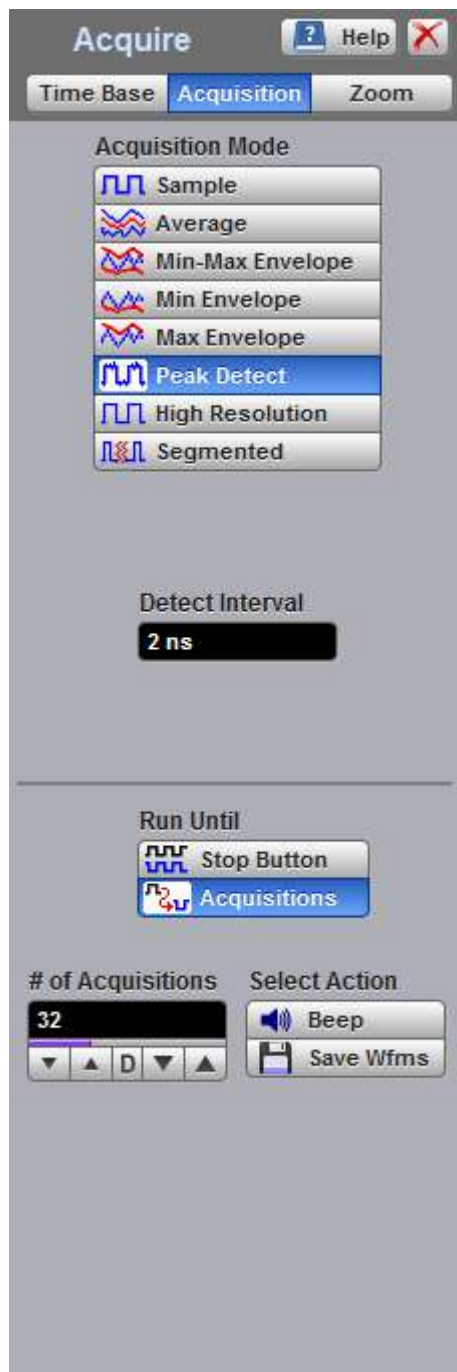 Acquire
Help
Time Base Acquisition Zoom
Acquisition Mode
Sample
Average
Min-Max Envelope
Min Envelope
Max Envelope
Peak Detect
High Resolution
Segmented
Detect Interval
2 ns
Run Until
Stop Button
Acquisitions
# of Acquisitions
32
D
Select Action
Beep
Save Wfms